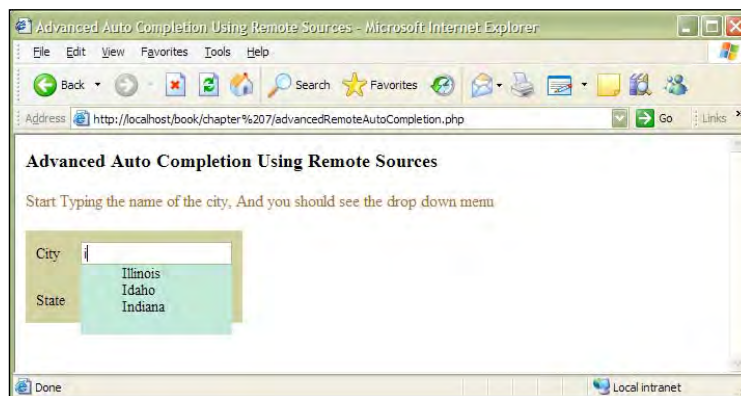 Advanced Auto Completion Using Remote Sources - Microsoft Internet Explorer
File Edit View Favorites Tools Help
Back Search Favorites
Address http://localhost/book/chapter%207/advancedRemoteAutoCompletion.php Go Links »
Advanced Auto Completion Using Remote Sources
Start Typing the name of the city, And you should see the drop down menu
City i
Illinois
Idaho
State Indiana
Done Local intranet